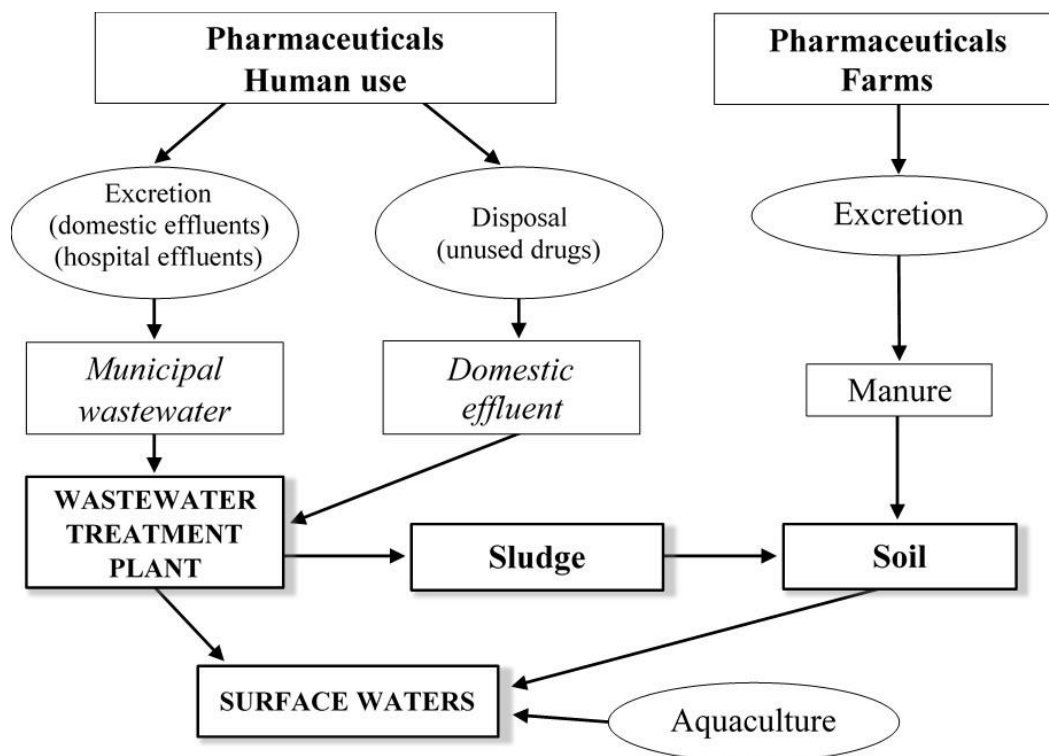 Pharmaceuticals
Human use
Pharmaceuticals
Farms
Excretion
(domestic effluents)
(hospital effluents)
Disposal
(unused drugs)
Excretion
Municipal
wastewater
Domestic
effluent
Manure
WASTEWATER
TREATMENT
PLANT
Sludge
Soil
SURFACE WATERS
Aquaculture